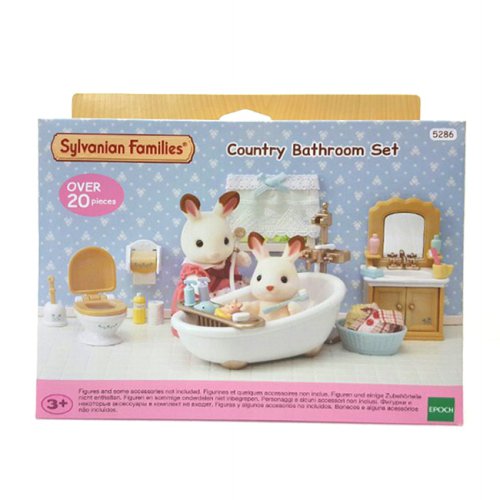 Sylvanian Families®
Country Bathroom Set
5286
OVER
20 pieces
3+
Figures and some accessories not included. Figurines et quelques accessoires non inclus. Figuren und einige Zubehörteile
nicht enthalten. Figuren en sommige onderdelen niet inbegrepen. Personaggi e alcuni accessori non inclusi. Фигурки и
некоторые аксессуары в комплект не входят. Figuras y algunos accesorios no incluidos. Bonecos e alguns acessórios
não incluídos.
EPOCH